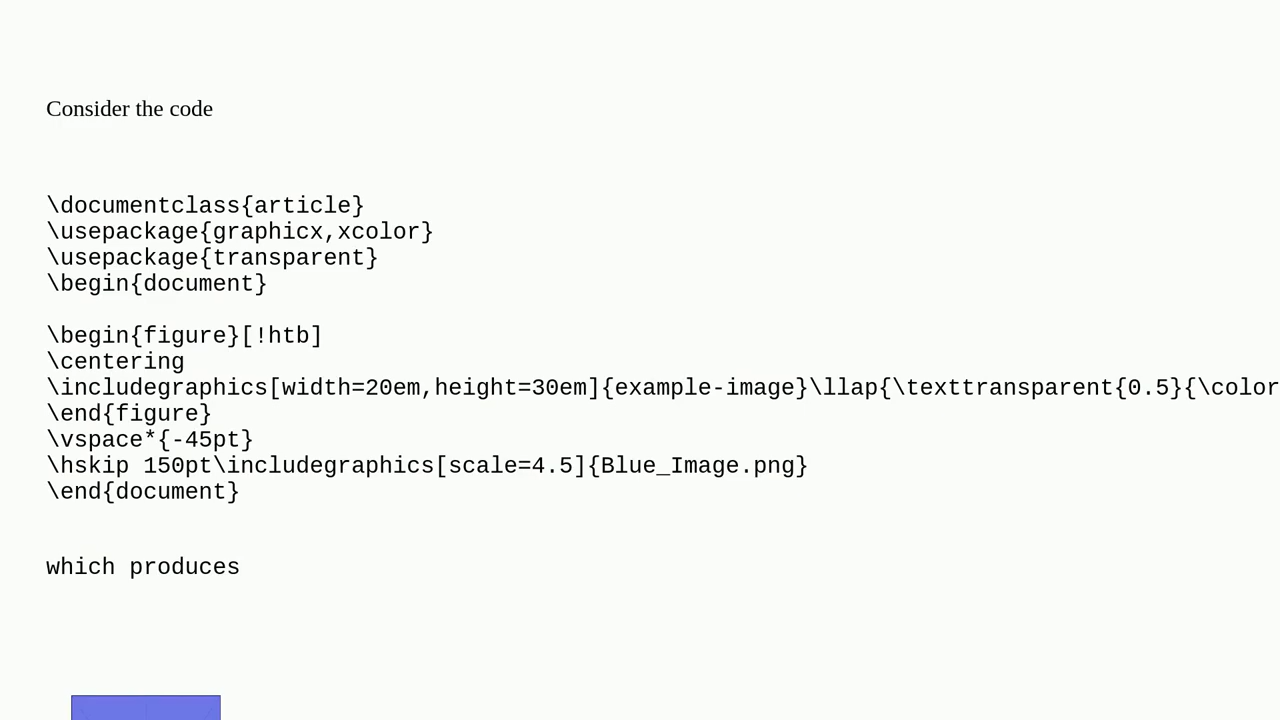 Consider the code
\documentclass{article}
\usepackage{graphicx,xcolor}
\usepackage{transparent}
\begin{document}
\begin{figure}[!htb]
\centering
\includegraphics[width=20em,height=30em]{example-image}\llap{\texttransparent{0.5}{\color
\end{figure}
\vspace*{-45pt}
\hskip 150pt\includegraphics[scale=4.5]{Blue_Image.png}
\end{document}
which produces